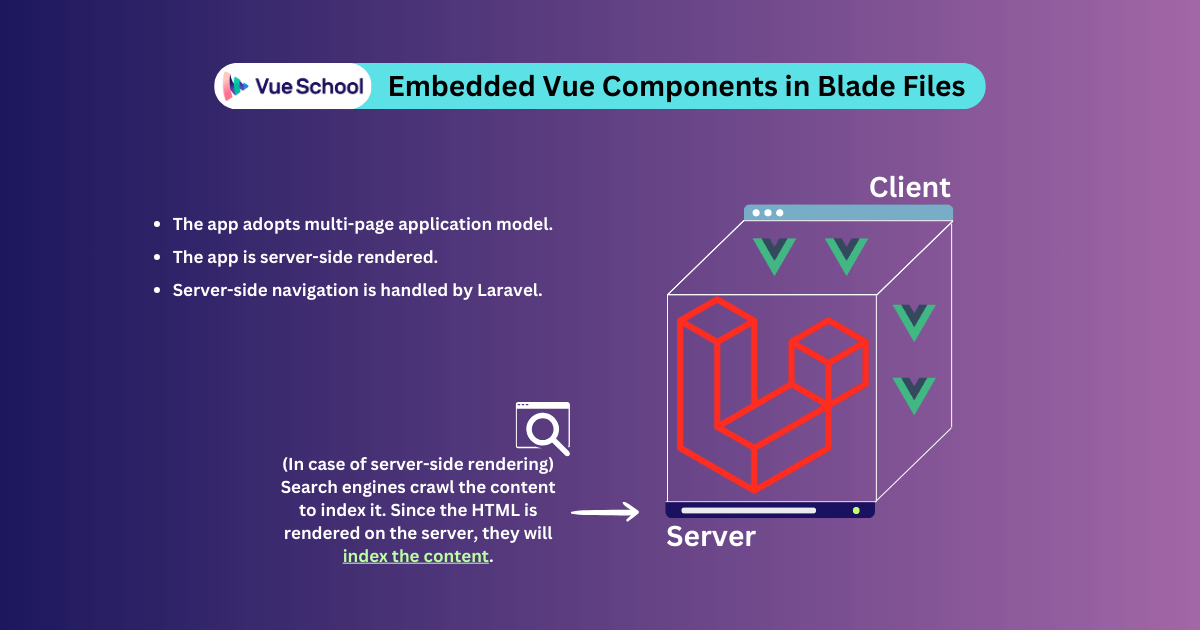 Vue School
Embedded Vue Components in Blade Files
• The app adopts multi-page application model.
• The app is server-side rendered.
• Server-side navigation is handled by Laravel.
Client
(In case of server-side rendering)
Search engines crawl the content
to index it. Since the HTML is
rendered on the server, they will
index the content.
Server